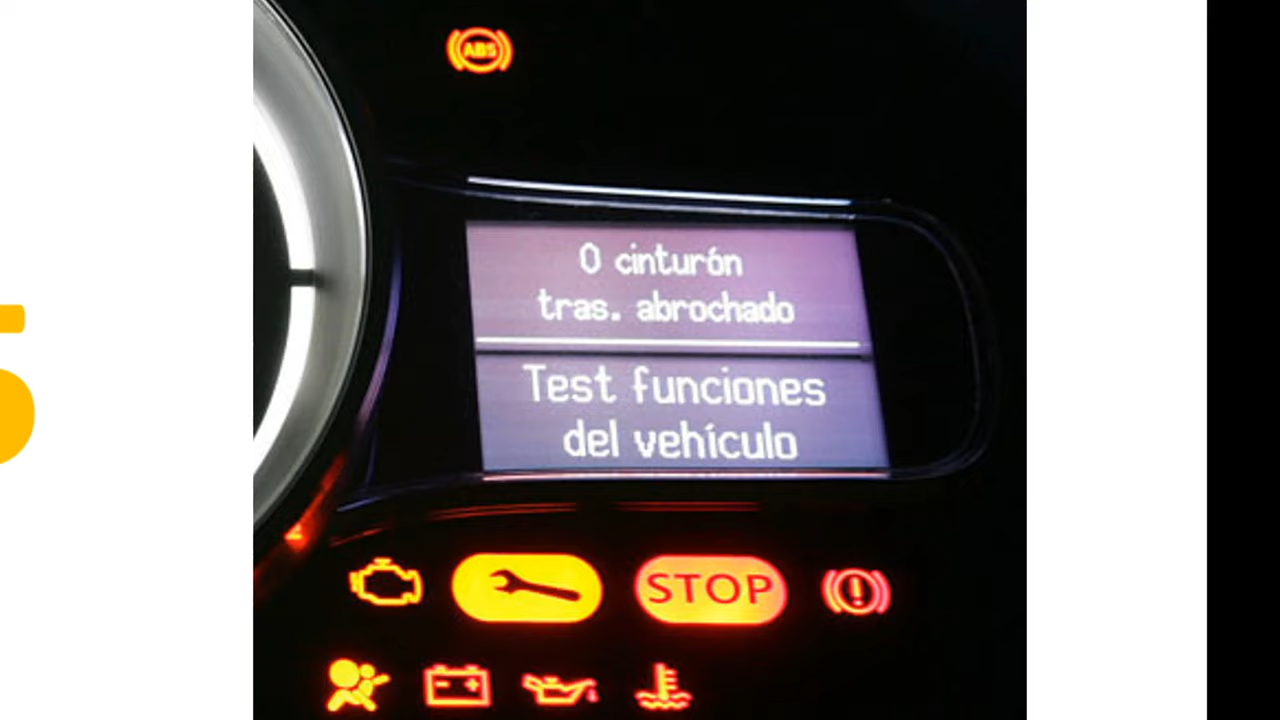 ABS
0 cinturón
tras. abrochado
Test funciones
del vehículo
STOP